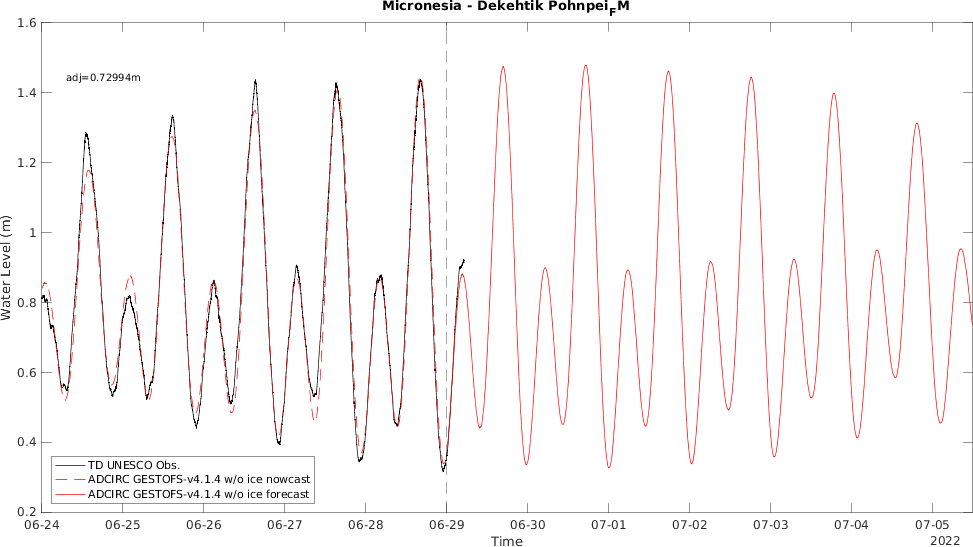 Micronesia - Dekehtik Pohnpei_FM
adj=0.72994m
1.6
1.4
1.2
1
0.8
0.6
0.4
0.2
Water Level (m)
TD UNESCO Obs.
ADCIRC GESTOFS-v4.1.4 w/o ice nowcast
ADCIRC GESTOFS-v4.1.4 w/o ice forecast
06-24 06-25 06-26 06-27 06-28 06-29 06-30 07-01 07-02 07-03 07-04 07-05
Time
2022